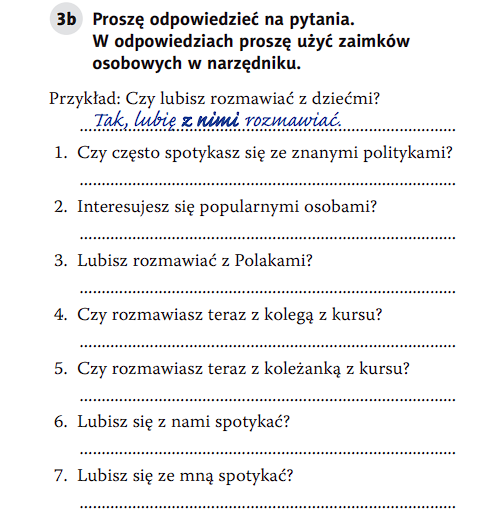 3b Proszę odpowiedzieć na pytania.
W odpowiedziach proszę użyć zaimków
osobowych w narzędniku.
Przykład: Czy lubisz rozmawiać z dziećmi?
Tak, lubię z nimi rozmawiać.
1. Czy często spotykasz się ze znanymi politykami?
2. Interesujesz się popularnymi osobami?
3. Lubisz rozmawiać z Polakami?
4. Czy rozmawiasz teraz z kolegą z kursu?
5. Czy rozmawiasz teraz z koleżanką z kursu?
6. Lubisz się z nami spotykać?
7. Lubisz się ze mną spotykać?